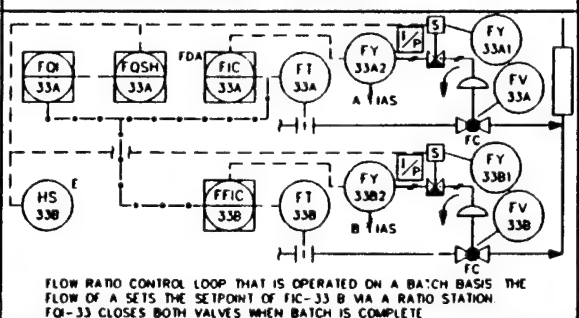 S
FY
33A1
FDA
FQI
33A
FQSH
33A
FIC
33A
FT
33A
FY
33A2
I/P
FV
33A
A IAS
FC
S
FY
33B1
HS
33B
E
FFIC
33B
FT
33B
FY
33B2
I/P
FV
33B
B IAS
FC
FLOW RATIO CONTROL LOOP THAT IS OPERATED ON A BATCH BASIS THE
FLOW OF A SETS THE SETPOINT OF FIC-33 B VIA A RATIO STATION.
FQI-33 CLOSES BOTH VALVES WHEN BATCH IS COMPLETE